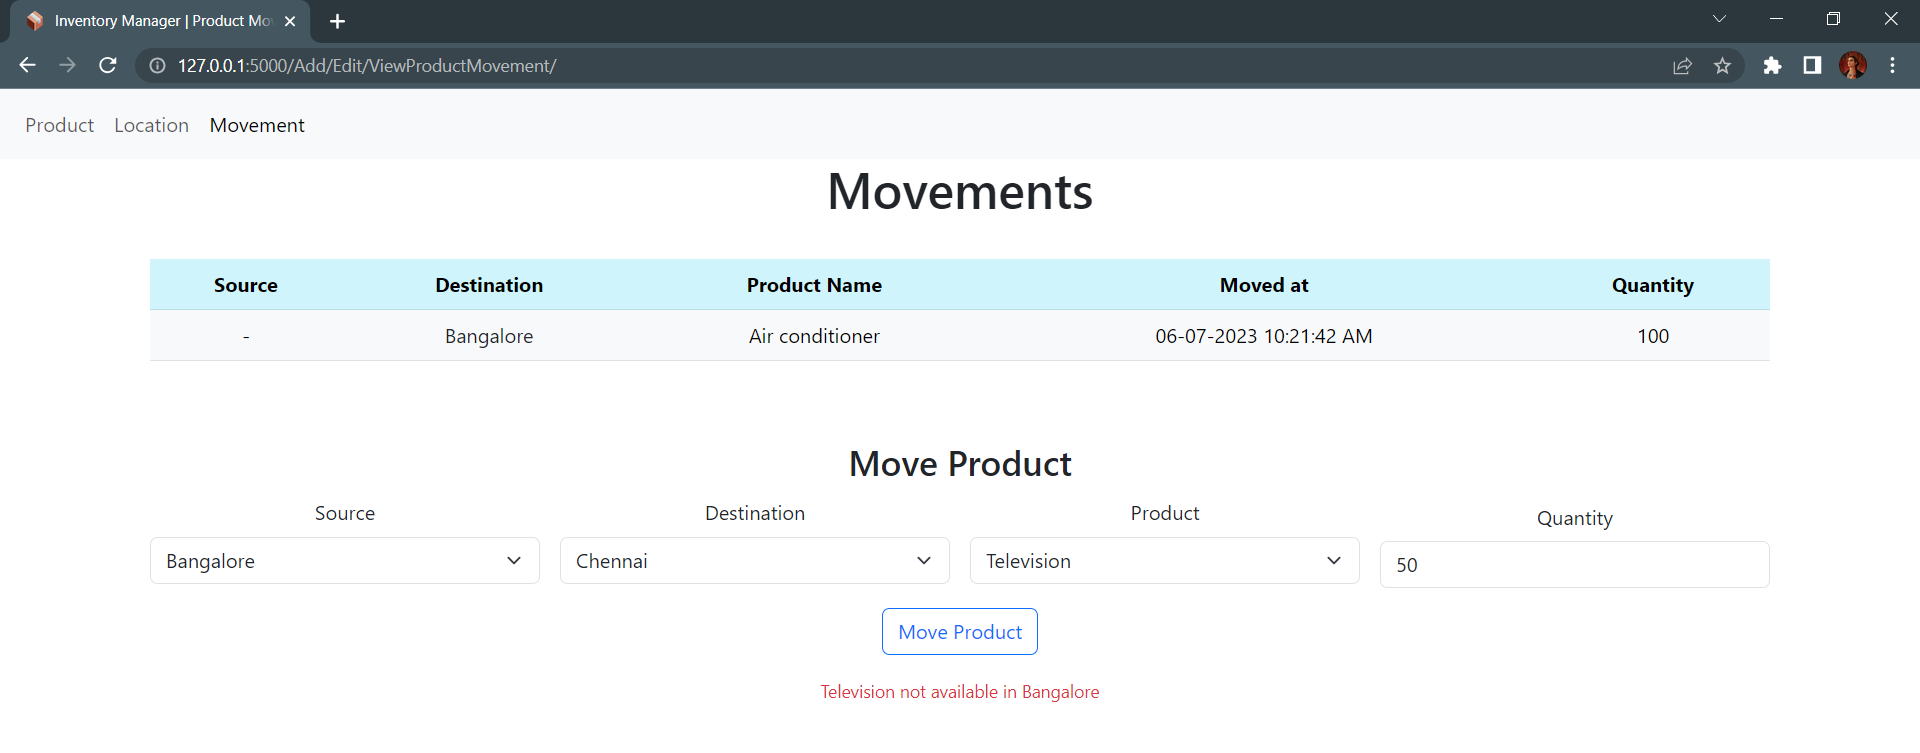 Inventory Manager | Product Mo
127.0.0.1:5000/Add/Edit/ViewProductMovement/
Product Location Movement
Movements
Source Destination Product Name Moved at Quantity
- Bangalore Air conditioner 06-07-2023 10:21:42 AM 100
Move Product
Source Destination Product Quantity
Bangalore Chennai Television 50
Move Product
Television not available in Bangalore